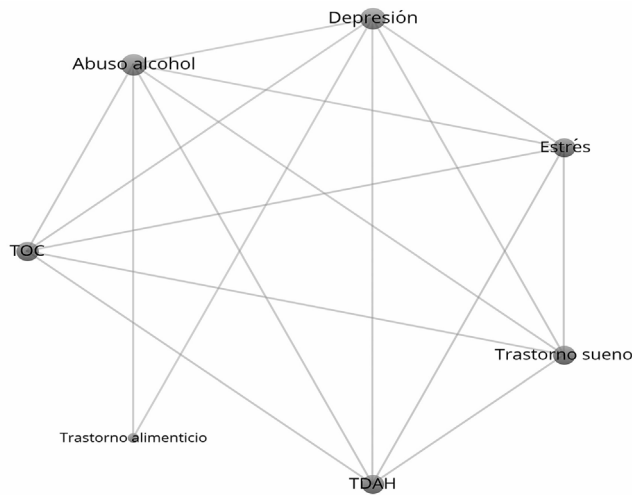 Depresión
Abuso alcohol
Estrés
TOC
Trastorno sueno
Trastorno alimenticio
TDAH